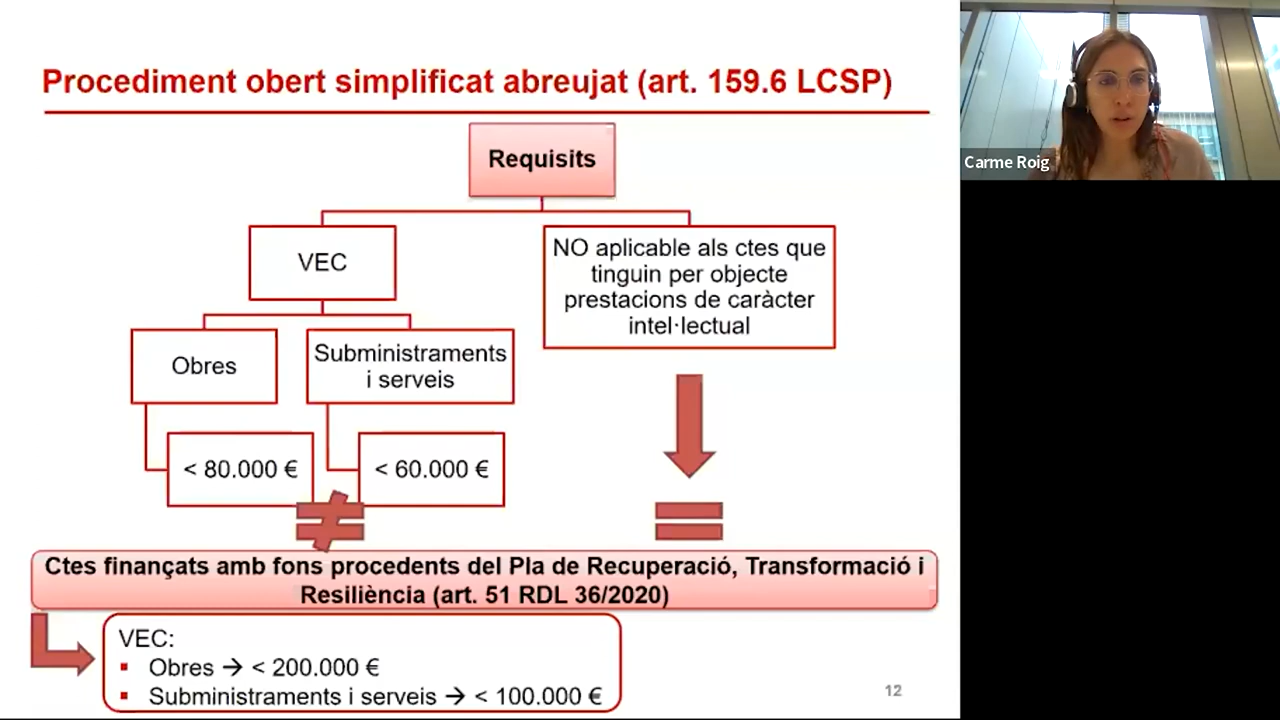 Procediment obert simplificat abreujat (art. 159.6 LCSP)
Requisits
VEC
NO aplicable als ctes que
tinguin per objecte
prestacions de caràcter
intel·lectual
Obres
Subministraments
i serveis
< 80.000 €
< 60.000 €
Ctes finançats amb fons procedents del Pla de Recuperació, Transformació i
Resiliència (art. 51 RDL 36/2020)
VEC:
▪ Obres → < 200.000 €
▪ Subministraments i serveis → < 100.000 €
12
Carme Roig